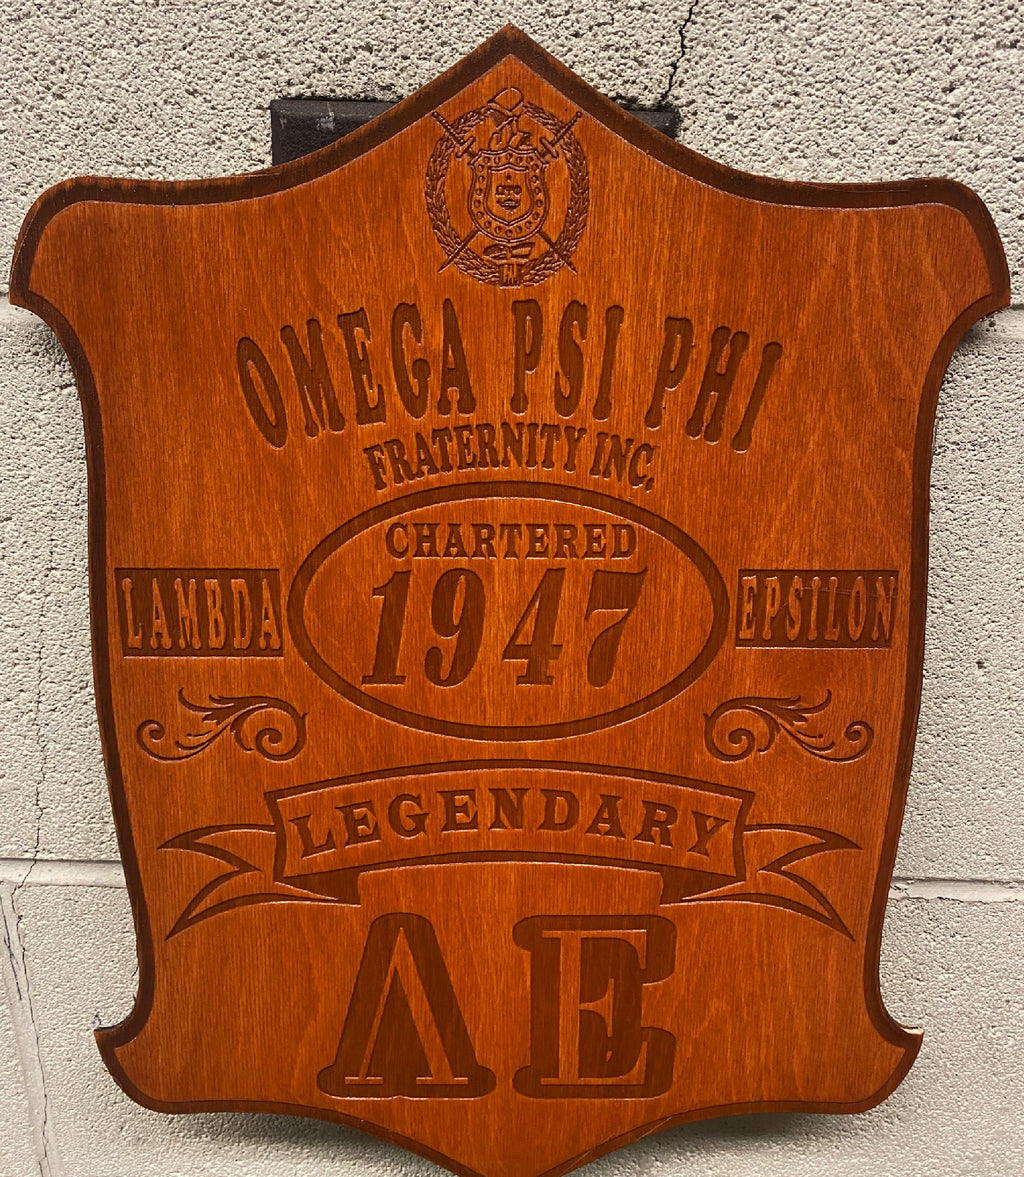 OMEGA PSI PHI
FRATERNITY INC.
CHARTERED
LAMBDA 1947 EPSILON
LEGENDARY
ΛΕ